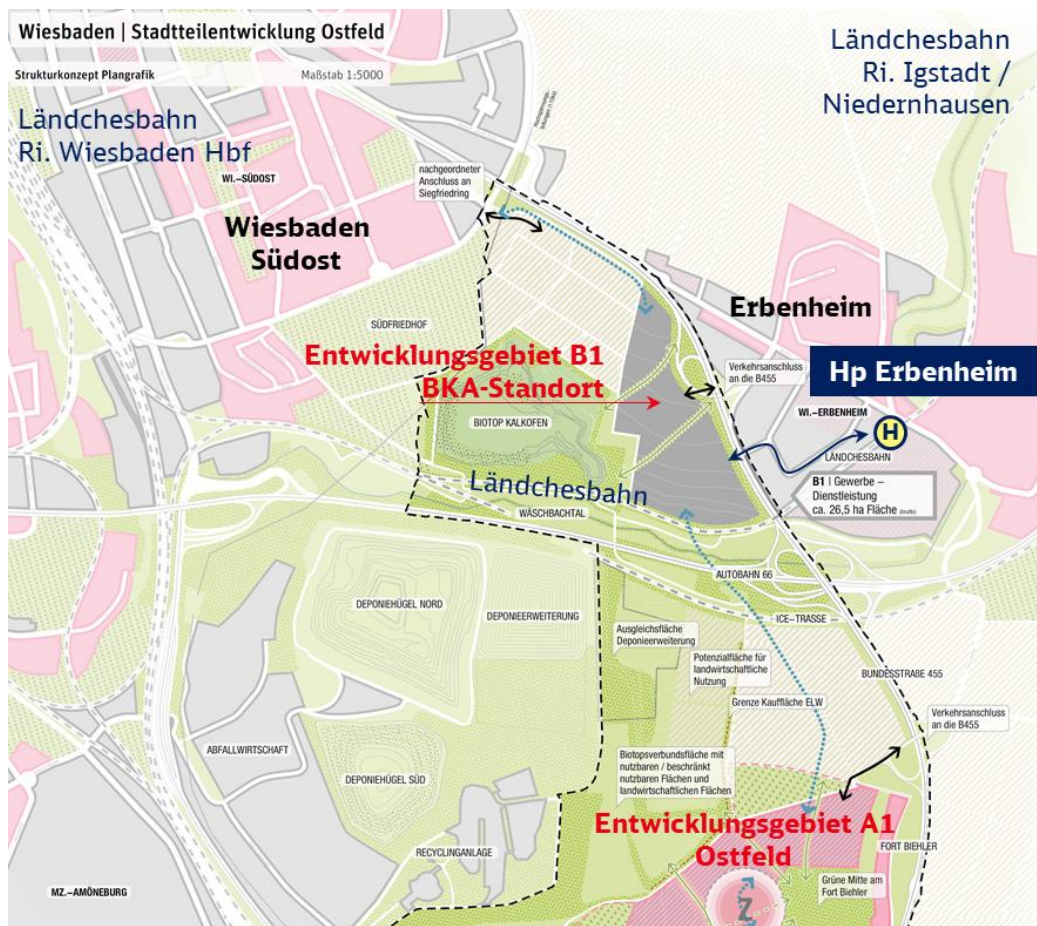 Wiesbaden | Stadtteilentwicklung Ostfeld
Strukturkonzept Plangrafik
Maßstab 1:5000
Ländchesbahn
Ri. Wiesbaden Hbf
Ländchesbahn
Ri. Igstadt /
Niedernhausen
WI.-SÜDOST
nachgeordneter
Anschluss an
Siegfriedring
Wiesbaden
Südost
SÜDFRIEDHOF
Erbenheim
Entwicklungsgebiet B1
BKA-Standort
Verkehrsanschluss
an die B455
Hp Erbenheim
BIOTOP KALKOFEN
WI.-ERBENHEIM
H
LÄNDCHESBAHN
Ländchesbahn
B1 | Gewerbe –
Dienstleistung
ca. 26,5 ha Fläche (brutto)
WÄSCHBACHTAL
AUTOBAHN 66
DEPONIEHÜGEL NORD
DEPONIEERWEITERUNG
ICE-TRASSE
Ausgleichsfläche
Deponieerweiterung
Potenzialfläche für
landwirtschaftliche
Nutzung
BUNDESSTRAßE 455
Grenze Kauffläche ELW
Verkehrsanschluss
an die B455
ABFALLWIRTSCHAFT
DEPONIEHÜGEL SÜD
Biotopsverbundsfläche mit
nutzbaren / beschränkt
nutzbaren Flächen und
landwirtschaftlichen Flächen
Entwicklungsgebiet A1
Ostfeld
FORT BIEHLER
RECYCLINGANLAGE
Grüne Mitte am
Fort Biehler
MZ.-AMÖNEBURG
Z